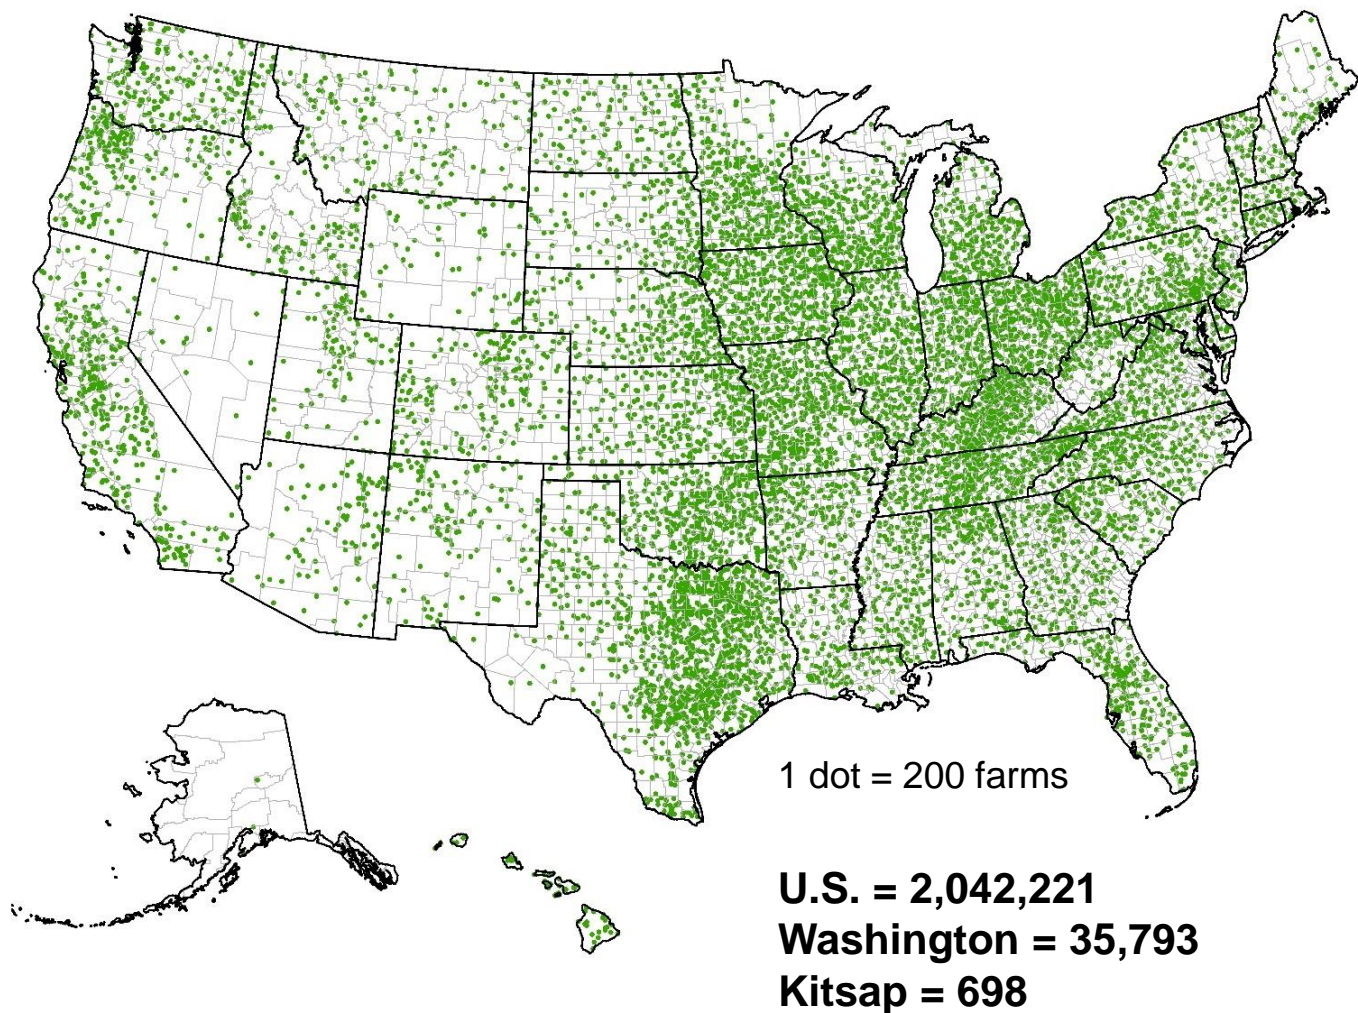 1 dot = 200 farms
U.S. = 2,042,221
Washington = 35,793
Kitsap = 698